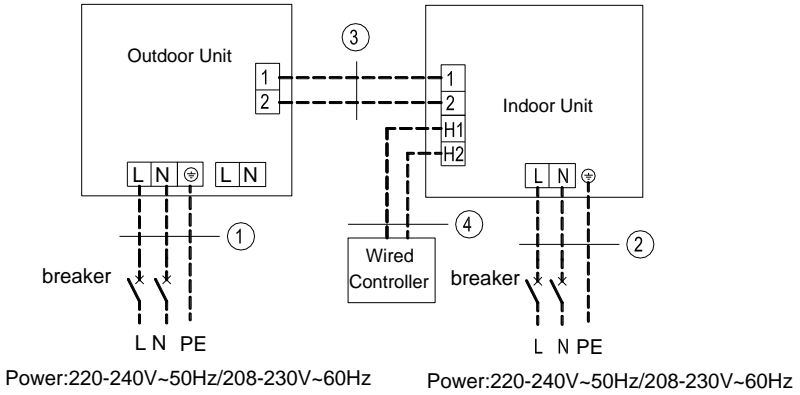 Outdoor Unit
1
2
L N ⏚ L N
3
1
2
H1
H2
Indoor Unit
L N ⏚
1
4
2
Wired
Controller
breaker
breaker
L N PE
L N PE
Power:220-240V~50Hz/208-230V~60Hz
Power:220-240V~50Hz/208-230V~60Hz